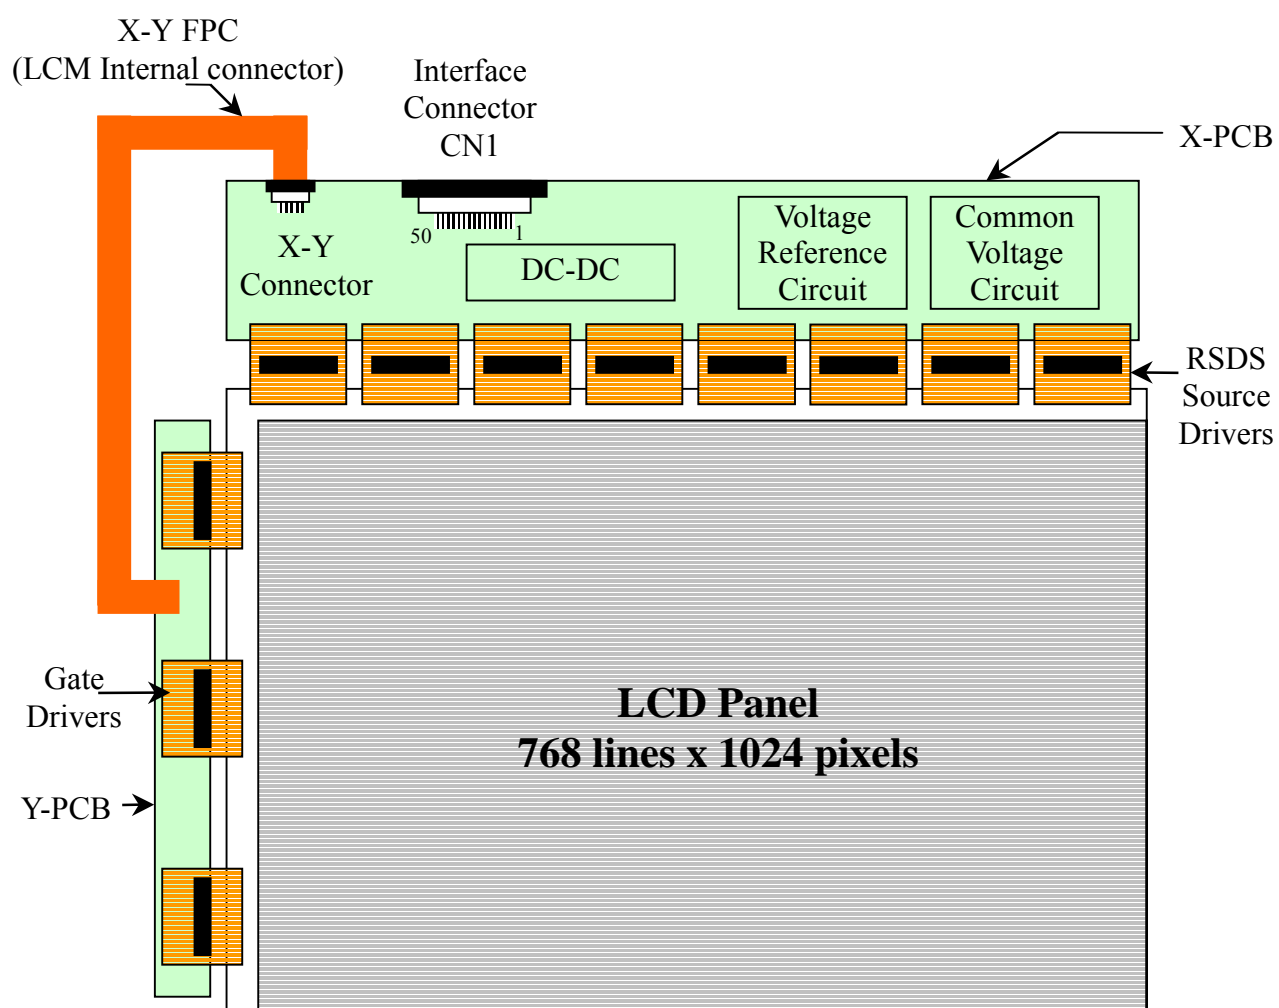 X-Y FPC
(LCM Internal connector)
Interface
Connector
CN1
X-PCB
50
1
X-Y
Connector
DC-DC
Voltage
Reference
Circuit
Common
Voltage
Circuit
RSDS
Source
Drivers
Gate
Drivers
LCD Panel
768 lines x 1024 pixels
Y-PCB